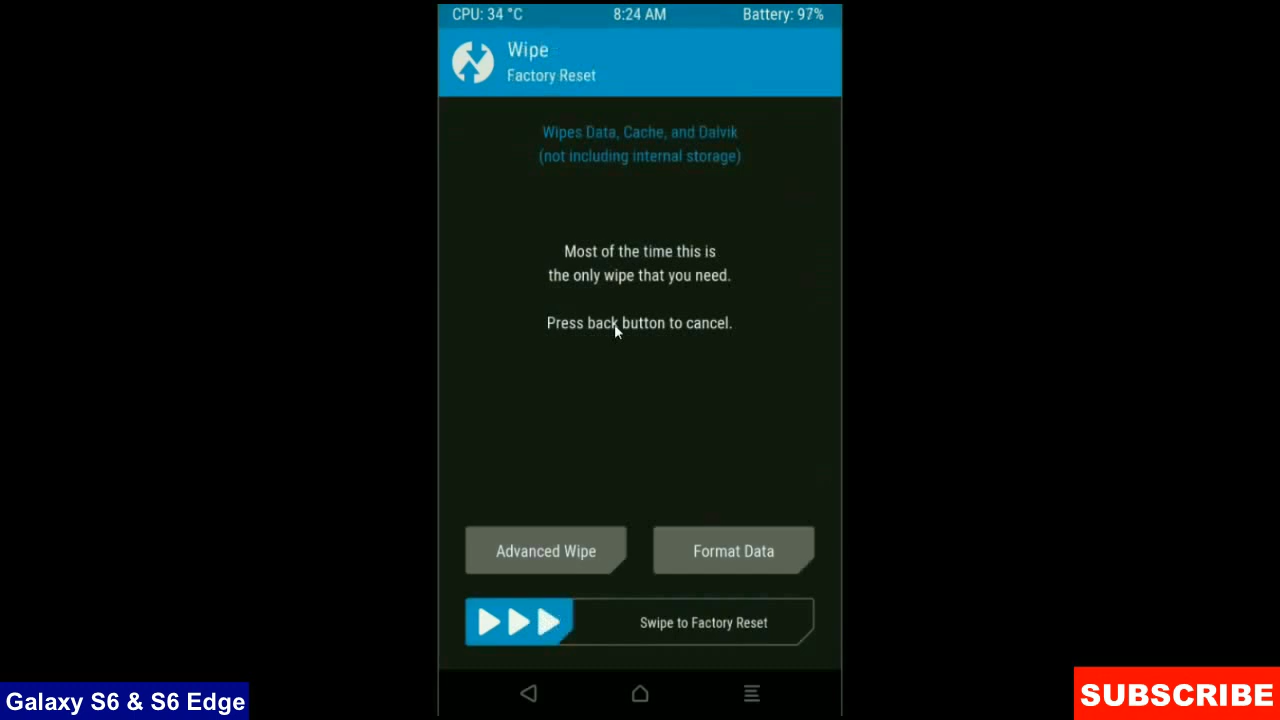 CPU: 34 °C 8:24 AM Battery: 97%
Wipe
Factory Reset
Wipes Data, Cache, and Dalvik
(not including internal storage)
Most of the time this is
the only wipe that you need.
Press back button to cancel.
Advanced Wipe Format Data
Swipe to Factory Reset
Galaxy S6 & S6 Edge
SUBSCRIBE